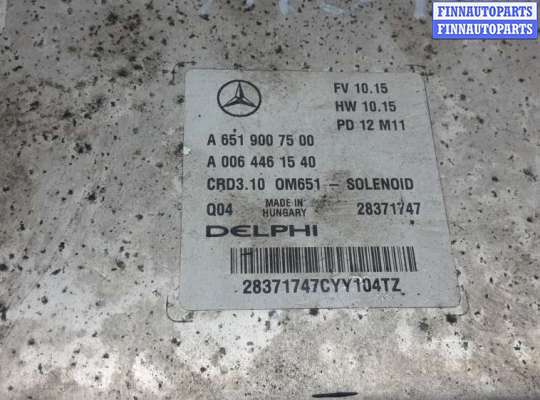 FINNAUTOPARTS
FINNAUTOPARTS
FV 10.15
HW 10.15
PD 12 M11
A 651 900 75 00
A 006 446 15 40
CRD3.10 OM651 - SOLENOID
Q04 MADE IN HUNGARY 28371747
DELPHI
28371747CYY104TZ